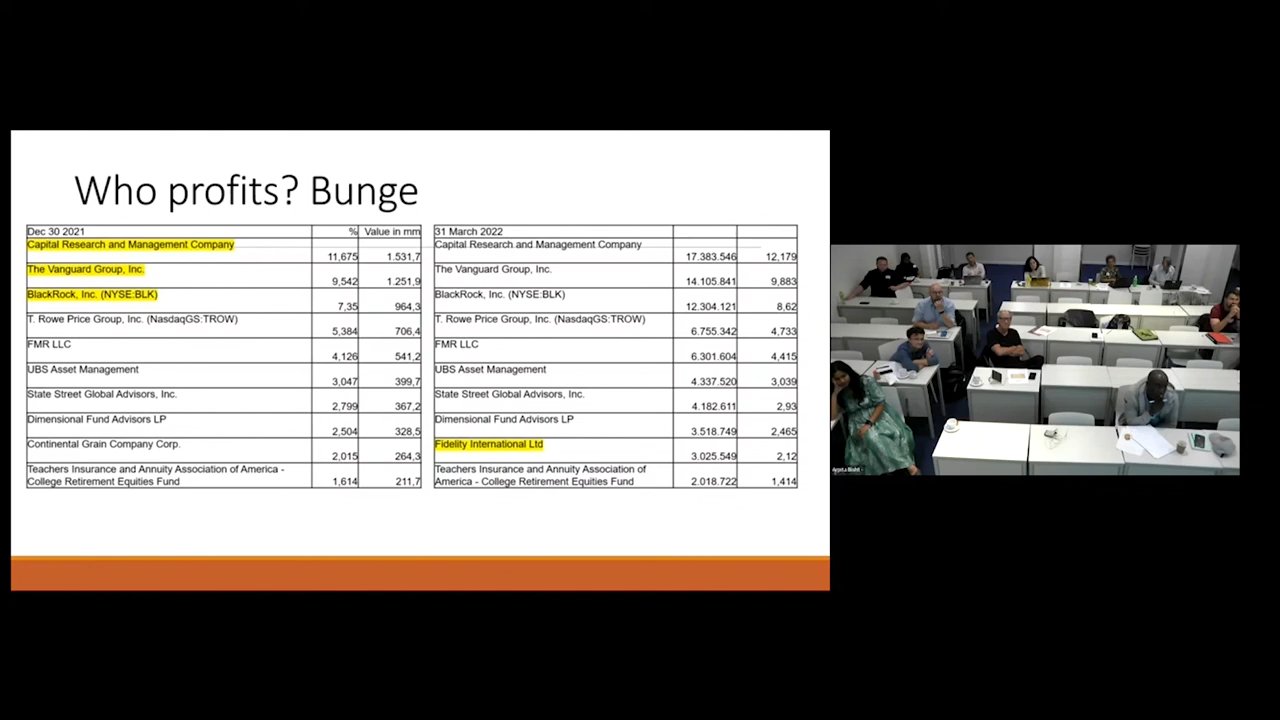 Who profits? Bunge
Dec 30 2021 % Value in mm
Capital Research and Management Company 11,675 1.531,7
The Vanguard Group, Inc. 9,542 1.251,9
BlackRock, Inc. (NYSE:BLK) 7,35 964,3
T. Rowe Price Group, Inc. (NasdaqGS:TROW) 5,384 706,4
FMR LLC 4,126 541,2
UBS Asset Management 3,047 399,7
State Street Global Advisors, Inc. 2,799 367,2
Dimensional Fund Advisors LP 2,504 328,5
Continental Grain Company Corp. 2,015 264,3
Teachers Insurance and Annuity Association of America -
College Retirement Equities Fund 1,614 211,7
31 March 2022
Capital Research and Management Company 17.383.546 12,179
The Vanguard Group, Inc. 14.105.841 9,883
BlackRock, Inc. (NYSE:BLK) 12.304.121 8,62
T. Rowe Price Group, Inc. (NasdaqGS:TROW) 6.755.342 4,733
FMR LLC 6.301.604 4,415
UBS Asset Management 4.337.520 3,039
State Street Global Advisors, Inc. 4.182.611 2,93
Dimensional Fund Advisors LP 3.518.749 2,465
Fidelity International Ltd 3.025.549 2,12
Teachers Insurance and Annuity Association of
America - College Retirement Equities Fund 2.018.722 1,414